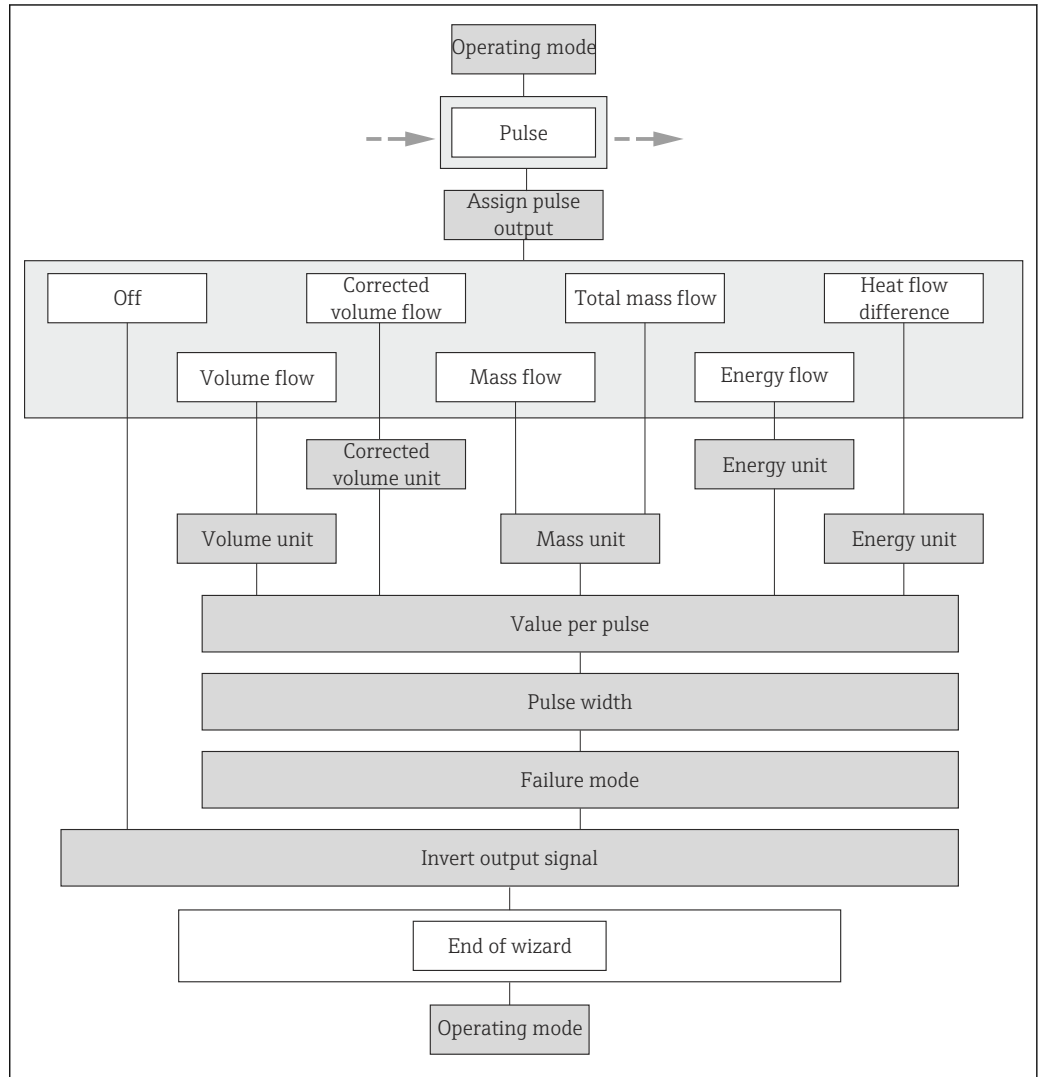 Operating mode
Pulse
Assign pulse
output
Off
Corrected
volume flow
Total mass flow
Heat flow
difference
Volume flow
Mass flow
Energy flow
Corrected
volume unit
Energy unit
Volume unit
Mass unit
Energy unit
Value per pulse
Pulse width
Failure mode
Invert output signal
End of wizard
Operating mode